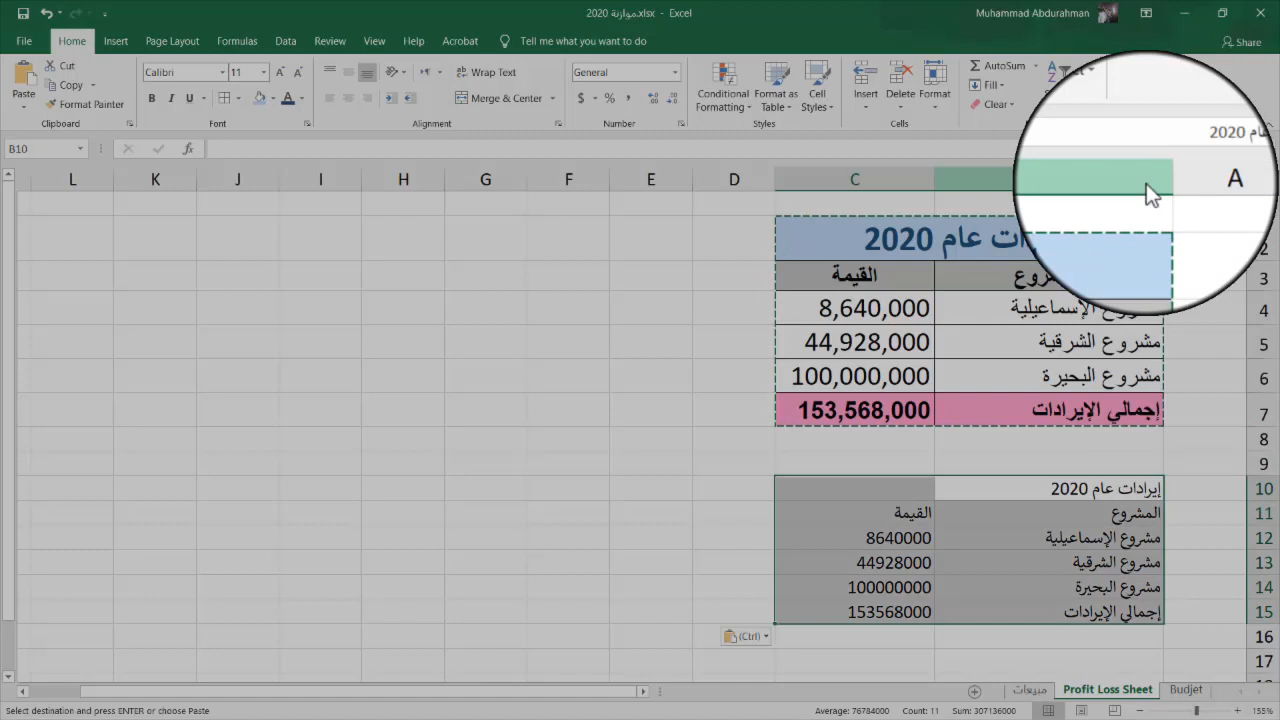 موازنة 2020.xlsx - Excel
Muhammad Abdurahman
File Home Insert Page Layout Formulas Data Review View Help Acrobat Tell me what you want to do Share
Paste
Cut
Copy
Format Painter
Clipboard
Calibri 11
B I U A
Font
Wrap Text
Merge & Center
Alignment
General
$ % ,
Number
Conditional Formatting
Format as Table
Cell Styles
Styles
Insert Delete Format
Cells
AutoSum
Fill
Clear
B10 fx
2020
L K J I H G F E D C A
2
3 القيمة
4 مشروع الإسماعيلية 8,640,000
5 مشروع الشرقية 44,928,000
6 مشروع البحيرة 100,000,000
7 إجمالي الإيرادات 153,568,000
8
9
10 إيرادات عام 2020
11 المشروع القيمة
12 مشروع الإسماعيلية 8640000
13 مشروع الشرقية 44928000
14 مشروع البحيرة 100000000
15 إجمالي الإيرادات 153568000
16
17
(Ctrl)
مبيعات Profit Loss Sheet Budjet
Select destination and press ENTER or choose Paste
Average: 76784000 Count: 11 Sum: 307136000
155%